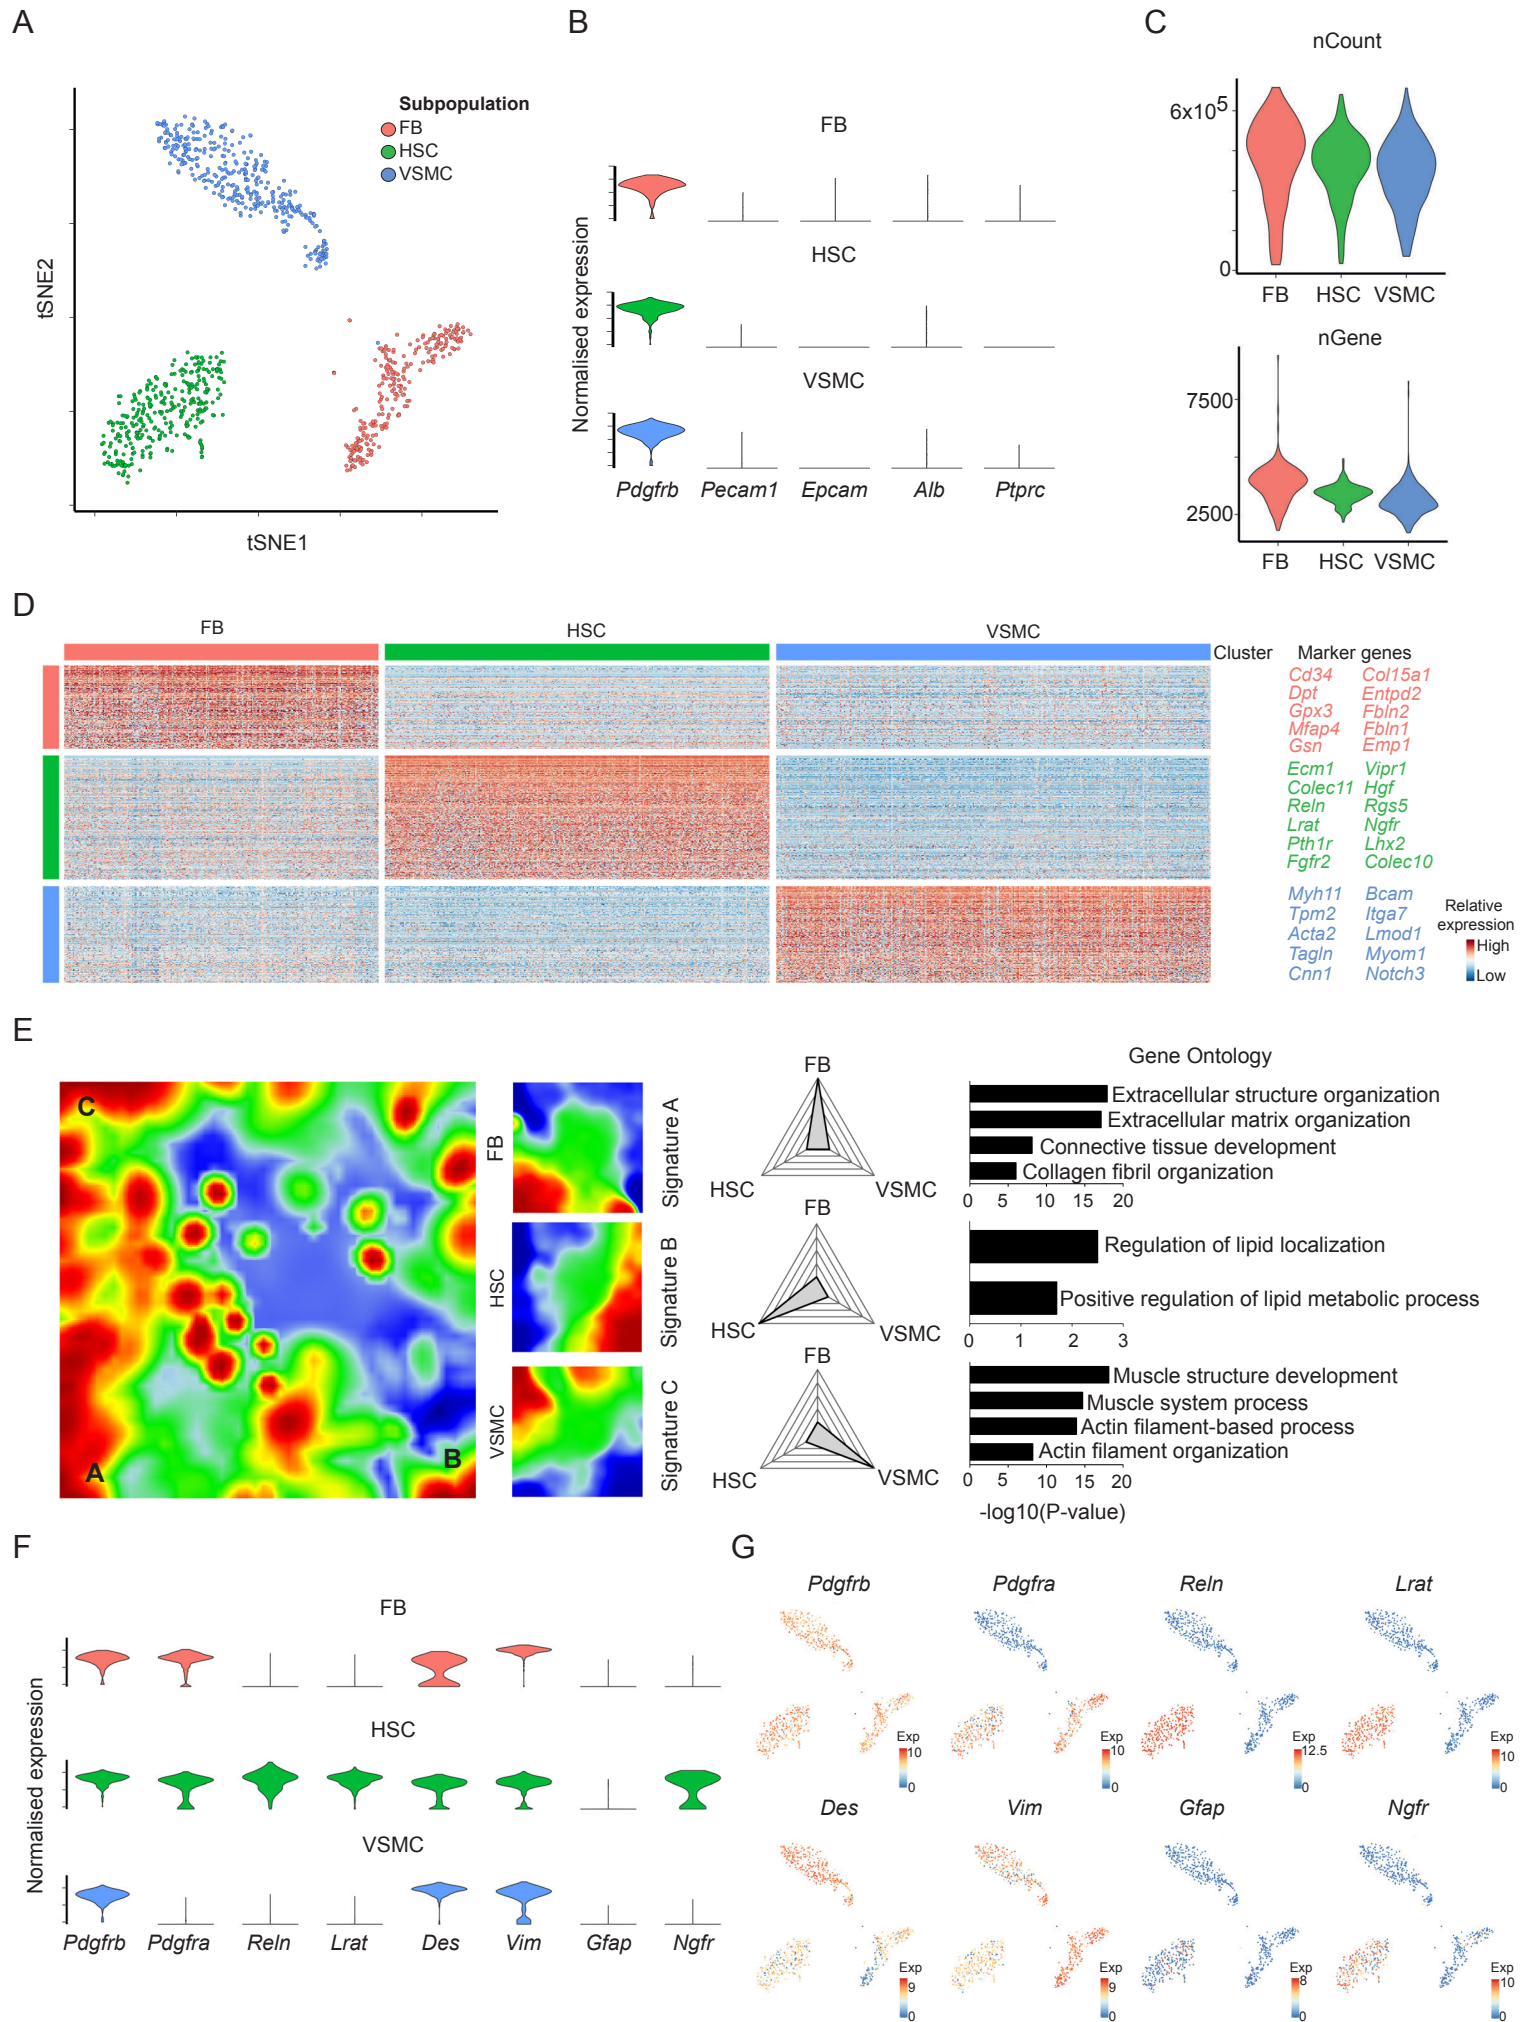 A
B
C
Subpopulation
FB
HSC
VSMC
tSNE2
tSNE1
Normalised expression
FB
HSC
VSMC
Pdgfrb Pecam1 Epcam Alb Ptprc
nCount
6x10^5
0
FB HSC VSMC
nGene
7500
2500
FB HSC VSMC
D
FB HSC VSMC
Cluster Marker genes
Cd34 Col15a1
Dpt Entpd2
Gpx3 Fbln2
Mfap4 Fbln1
Gsn Emp1
Ecm1 Vipr1
Colec11 Hgf
Reln Rgs5
Lrat Ngfr
Pth1r Lhx2
Fgfr2 Colec10
Myh11 Bcam
Tpm2 Itga7
Acta2 Lmod1
Tagln Myom1
Cnn1 Notch3
Relative
expression
High
Low
E
C
A
B
FB
HSC
VSMC
Signature A
Signature B
Signature C
FB
HSC VSMC
FB
HSC VSMC
FB
HSC VSMC
Gene Ontology
Extracellular structure organization
Extracellular matrix organization
Connective tissue development
Collagen fibril organization
0 5 10 15 20
Regulation of lipid localization
Positive regulation of lipid metabolic process
0 1 2 3
Muscle structure development
Muscle system process
Actin filament-based process
Actin filament organization
0 5 10 15 20
-log10(P-value)
F
Normalised expression
FB
HSC
VSMC
Pdgfrb Pdgfra Reln Lrat Des Vim Gfap Ngfr
G
Pdgfrb Pdgfra Reln Lrat
Exp Exp Exp Exp
10 10 12.5 10
0 0 0 0
Des Vim Gfap Ngfr
Exp Exp Exp Exp
9 9 8 10
0 0 0 0